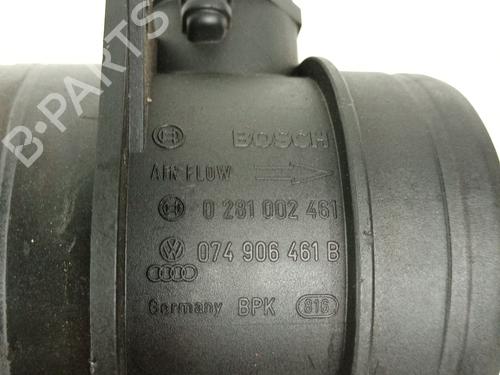 BOSCH
AIR FLOW
0 281 002 461
074 906 461 B
Germany BPK 816
B-PARTS